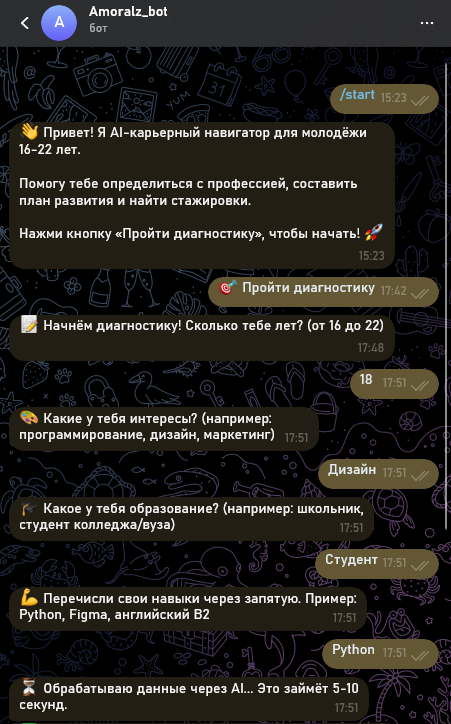 Amoralz_bot
A
бот
/start 15:23
👋 Привет! Я AI-карьерный навигатор для молодёжи
16-22 лет.
Помогу тебе определиться с профессией, составить
план развития и найти стажировки.
Нажми кнопку «Пройти диагностику», чтобы начать! 🚀
15:23
🎯 Пройти диагностику 17:42
📝 Начнём диагностику! Сколько тебе лет? (от 16 до 22)
17:48
18 17:51
🎨 Какие у тебя интересы? (например:
программирование, дизайн, маркетинг) 17:51
Дизайн 17:51
🎓 Какое у тебя образование? (например: школьник,
студент колледжа/вуза) 17:51
Студент 17:51
💪 Перечисли свои навыки через запятую. Пример:
Python, Figma, английский B2 17:51
Python 17:51
⏳ Обрабатываю данные через AI... Это займёт 5-10
секунд. 17:51